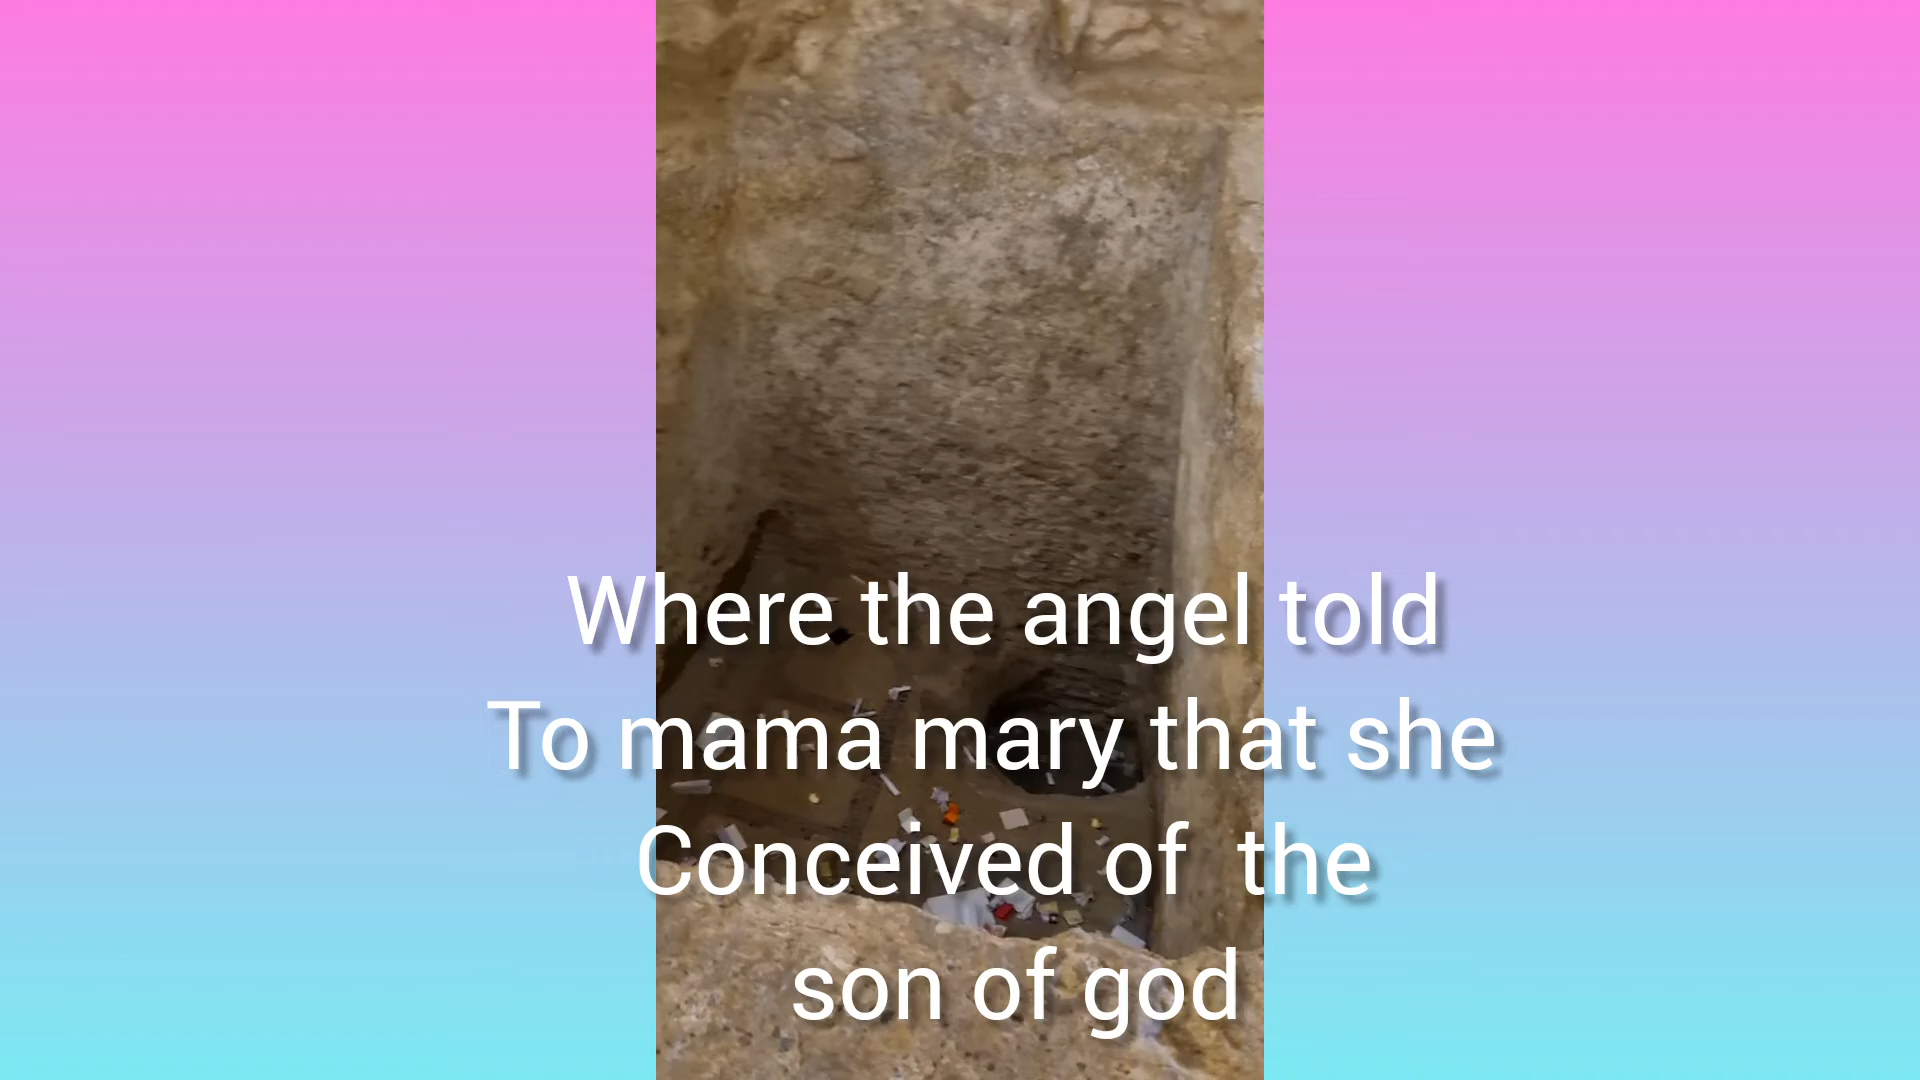 Where the angel told
To mama mary that she
Conceived of  the
son of god